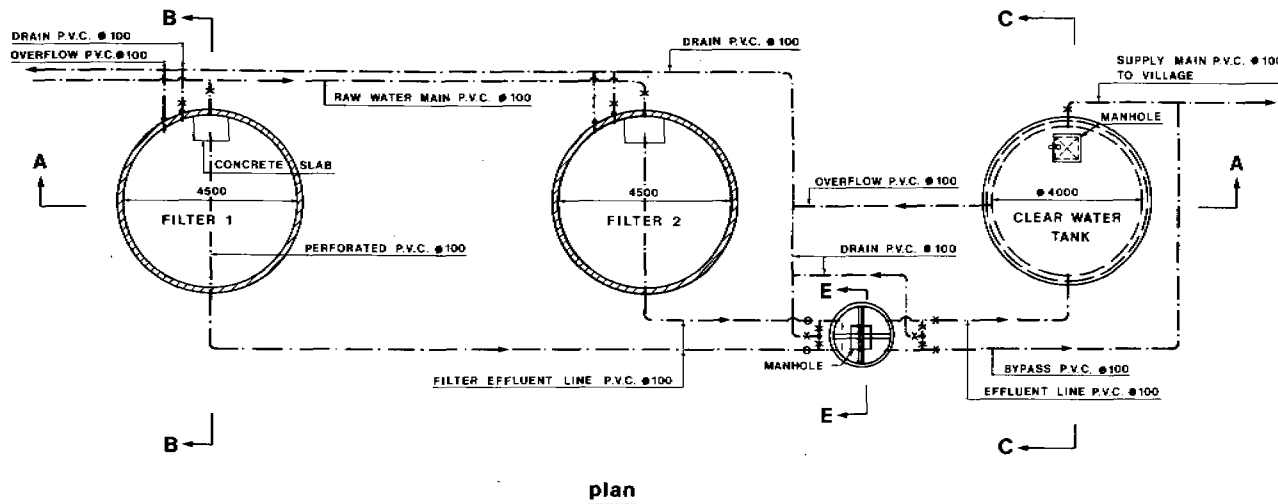 B
C
DRAIN P.V.C. ⌀100
OVERFLOW P.V.C. ⌀100
DRAIN P.V.C. ⌀100
SUPPLY MAIN P.V.C. ⌀100
TO VILLAGE
RAW WATER MAIN P.V.C. ⌀100
MANHOLE
A
CONCRETE SLAB
A
4500
4500
OVERFLOW P.V.C. ⌀100
⌀4000
FILTER 1
FILTER 2
CLEAR WATER
TANK
PERFORATED P.V.C. ⌀100
DRAIN P.V.C. ⌀100
E
MANHOLE
BYPASS P.V.C. ⌀100
FILTER EFFLUENT LINE P.V.C. ⌀100
EFFLUENT LINE P.V.C. ⌀100
E
B
C
plan